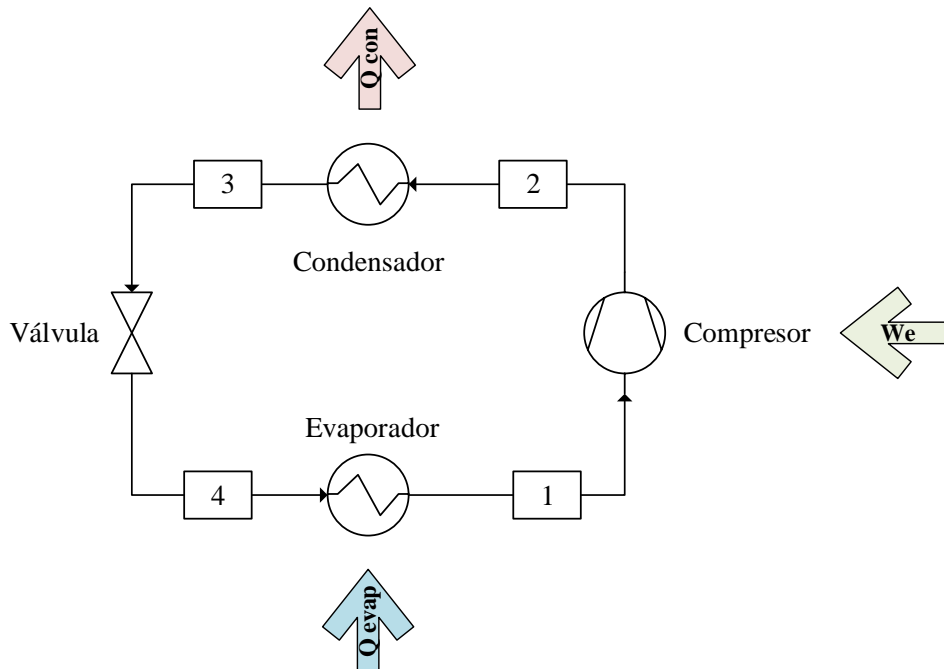 Q con
3
2
Condensador
Válvula
Compresor
We
Evaporador
4
1
Q evap